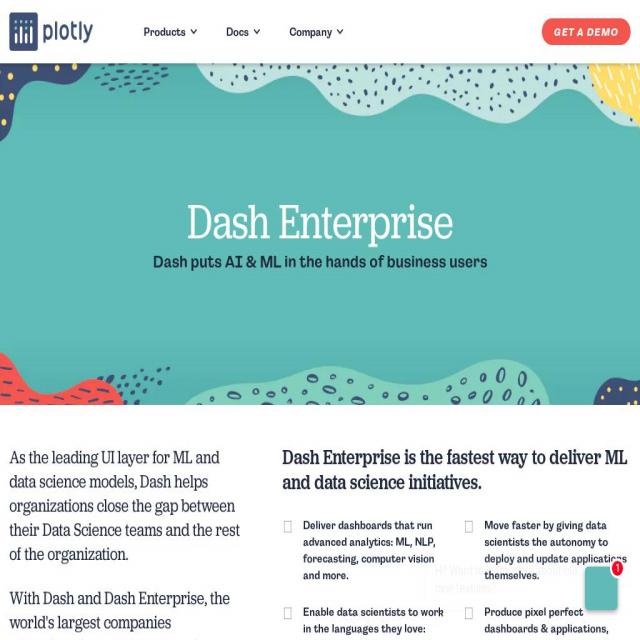 plotly
Products
Docs
Company
GET A DEMO
Dash Enterprise
Dash puts AI & ML in the hands of business users
As the leading UI layer for ML and
data science models, Dash helps
organizations close the gap between
their Data Science teams and the rest
of the organization.
With Dash and Dash Enterprise, the
world's largest companies
Dash Enterprise is the fastest way to deliver ML
and data science initiatives.
Deliver dashboards that run
advanced analytics: ML, NLP,
forecasting, computer vision
and more.
Move faster by giving data
scientists the autonomy to
deploy and update applications
themselves.
Enable data scientists to work
in the languages they love:
Produce pixel perfect
dashboards & applications,
1